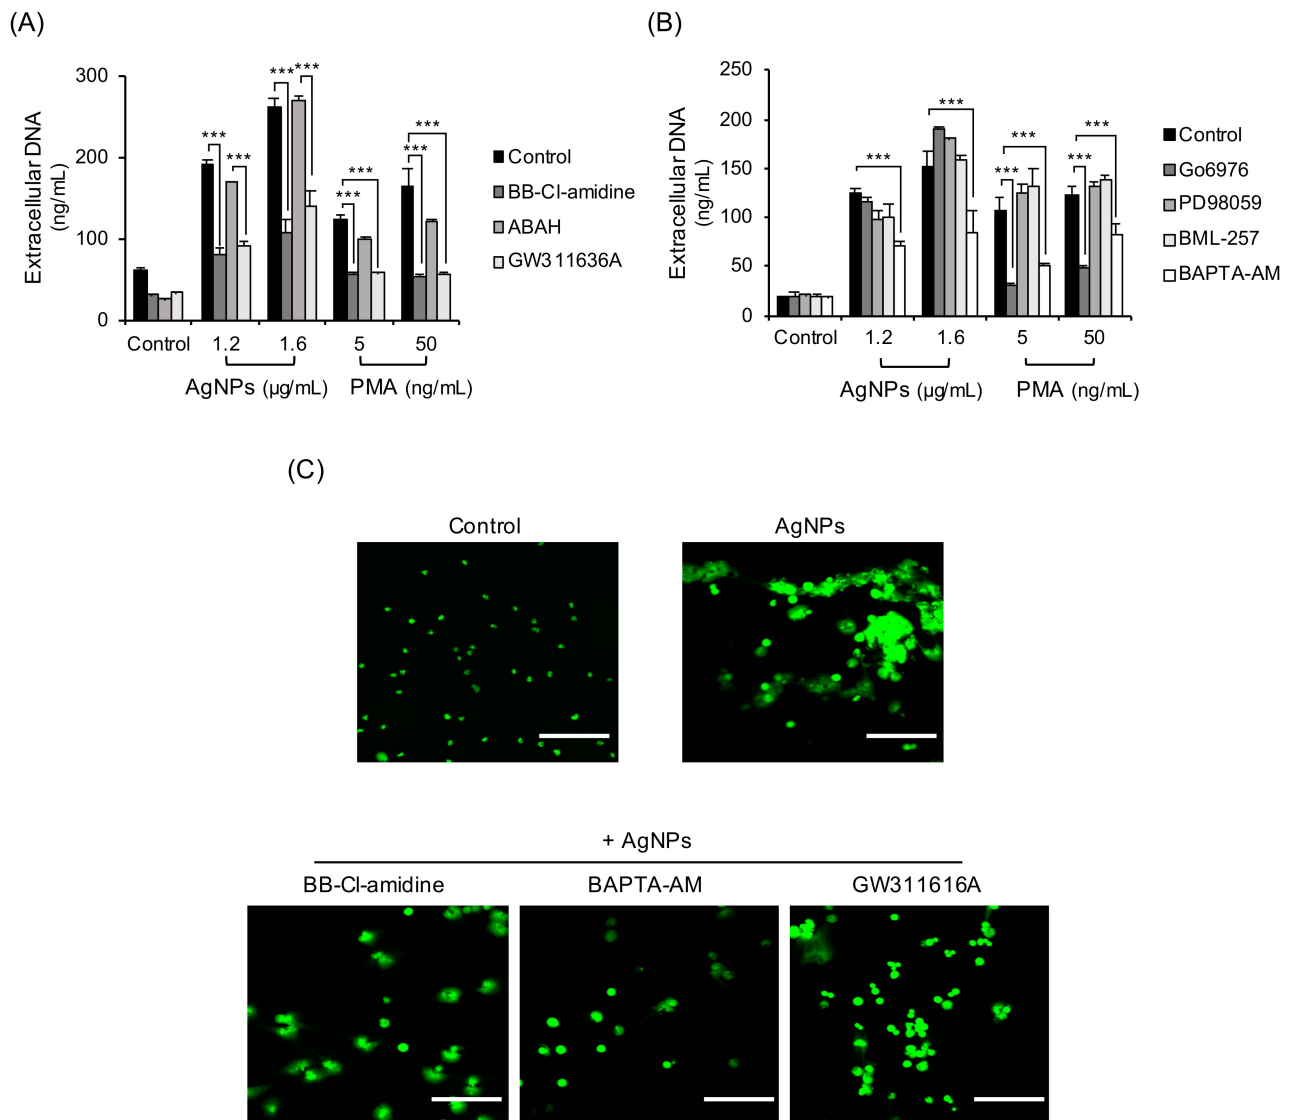 (A)
300
200
100
0
Extracellular DNA
(ng/mL)
***
***
***
***
***
***
***
***
Control
BB-Cl-amidine
ABAH
GW311636A
Control 1.2 1.6 5 50
AgNPs (µg/mL) PMA (ng/mL)
(B)
250
200
150
100
50
0
Extracellular DNA
(ng/mL)
***
***
***
***
***
***
Control
Go6976
PD98059
BML-257
BAPTA-AM
Control 1.2 1.6 5 50
AgNPs (µg/mL) PMA (ng/mL)
(C)
Control AgNPs
+ AgNPs
BB-Cl-amidine BAPTA-AM GW311616A